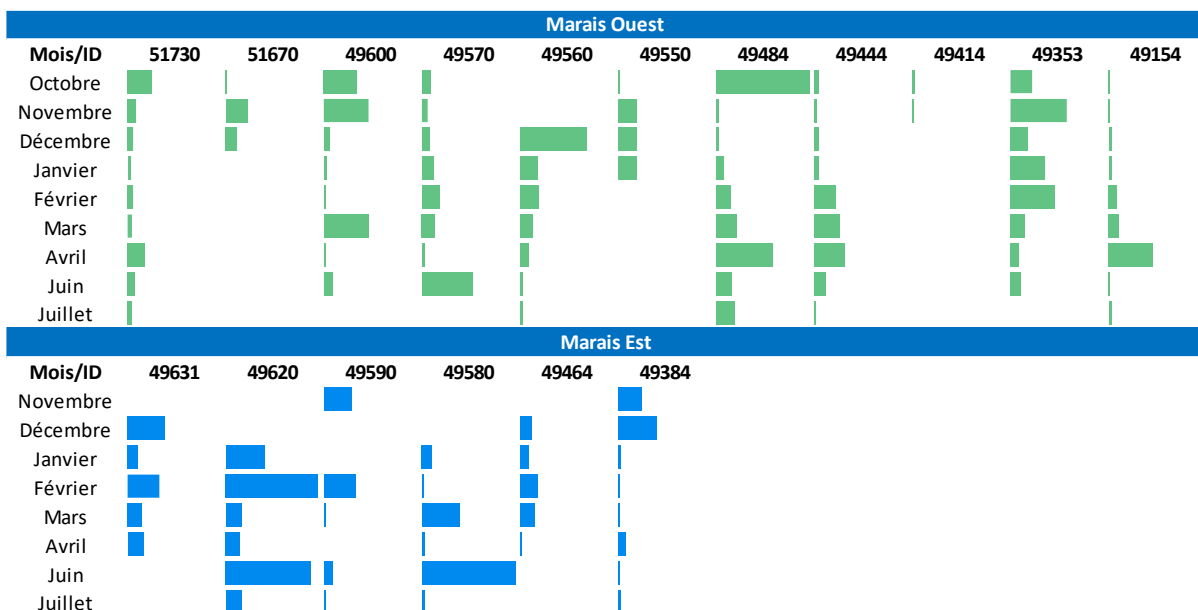 Marais Ouest
Mois/ID 51730 51670 49600 49570 49560 49550 49484 49444 49414 49353 49154
Octobre
Novembre
Décembre
Janvier
Février
Mars
Avril
Juin
Juillet
Marais Est
Mois/ID 49631 49620 49590 49580 49464 49384
Novembre
Décembre
Janvier
Février
Mars
Avril
Juin
Juillet